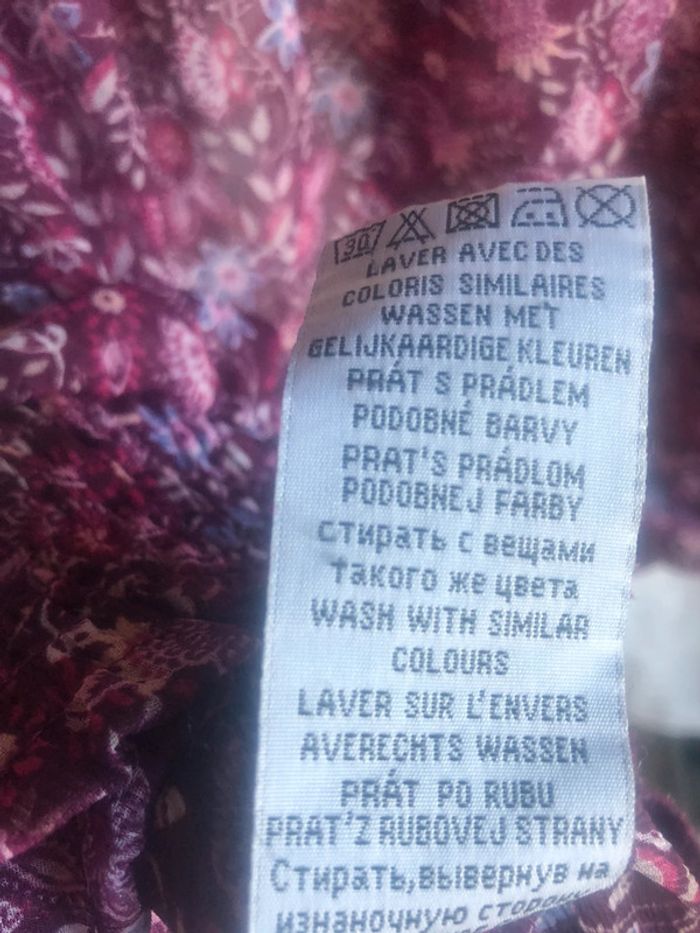 30
LAVER AVEC DES
COLORIS SIMILAIRES
WASSEN MET
GELIJKAARDIGE KLEUREN
PRÁT S PRÁDLEM
PODOBNÉ BARVY
PRAT'S PRÁDLOM
PODOBNEJ FARBY
стирать с вещами
такого же цвета
WASH WITH SIMILAR
COLOURS
LAVER SUR L'ENVERS
AVERECHTS WASSEN
PRÁT PO RUBU
PRAT'Z RUBOVEJ STRANY
Стирать,вывернув на
изнаночную сторону